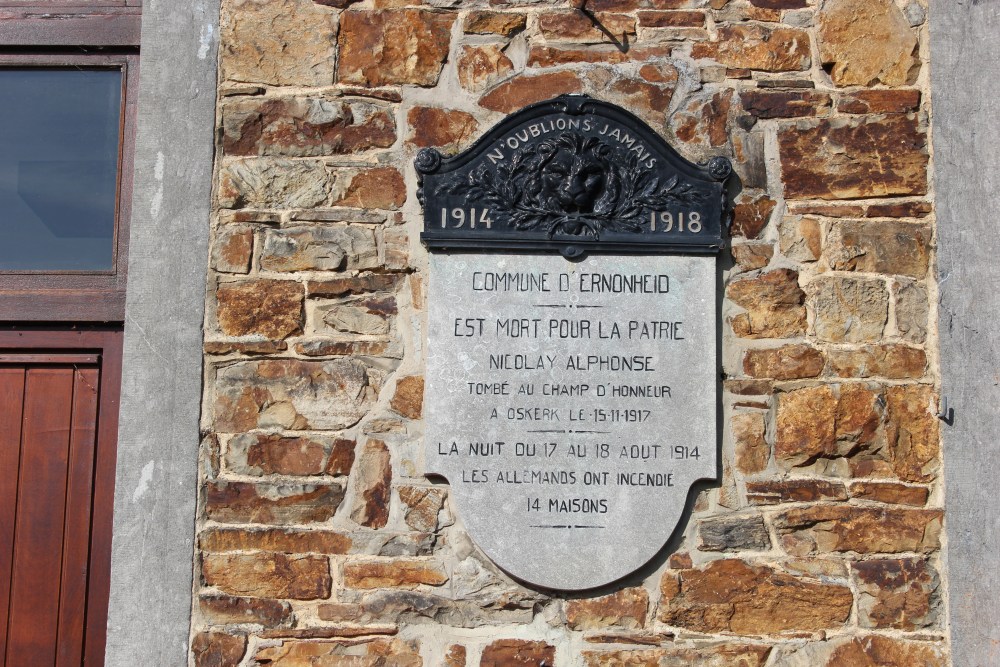 N'OUBLIONS JAMAIS
1914 1918
COMMUNE D'ERNONHEID
EST MORT POUR LA PATRIE
NICOLAY ALPHONSE
TOMBÉ AU CHAMP D'HONNEUR
A OSKERK LE ·15·11·1917
LA NUIT DU 17 AU 18 AOUT 1914
LES ALLEMANDS ONT INCENDIÉ
14 MAISONS